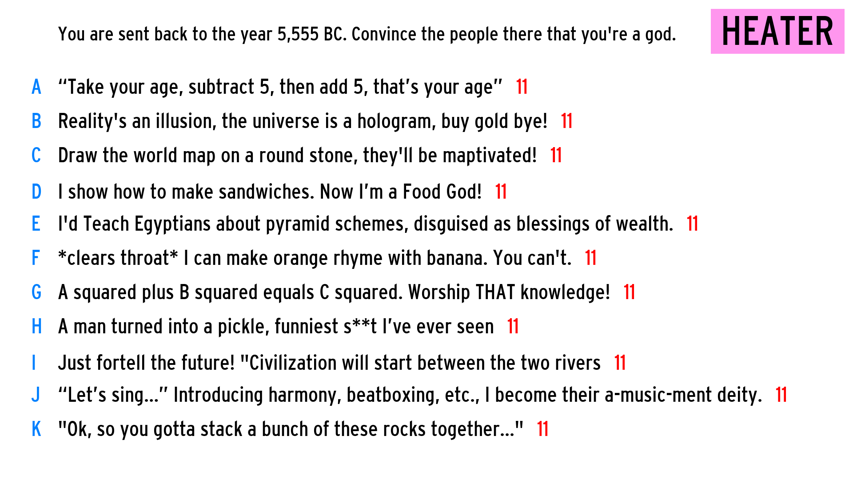 You are sent back to the year 5,555 BC. Convince the people there that you're a god.
HEATER
A “Take your age, subtract 5, then add 5, that’s your age” 11
B Reality's an illusion, the universe is a hologram, buy gold bye! 11
C Draw the world map on a round stone, they'll be maptivated! 11
D I show how to make sandwiches. Now I’m a Food God! 11
E I'd Teach Egyptians about pyramid schemes, disguised as blessings of wealth. 11
F *clears throat* I can make orange rhyme with banana. You can't. 11
G A squared plus B squared equals C squared. Worship THAT knowledge! 11
H A man turned into a pickle, funniest s**t I’ve ever seen 11
I Just fortell the future! "Civilization will start between the two rivers 11
J “Let’s sing...” Introducing harmony, beatboxing, etc., I become their a-music-ment deity. 11
K "Ok, so you gotta stack a bunch of these rocks together..." 11